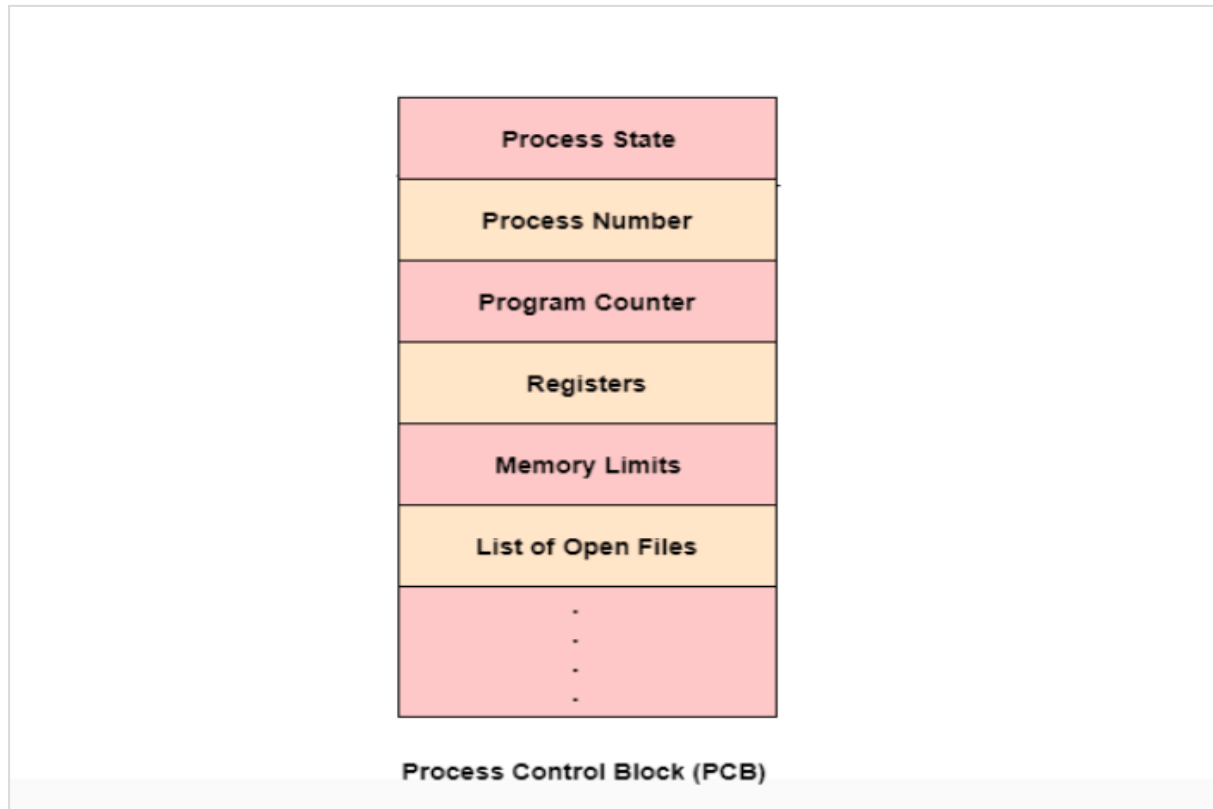 Process State
Process Number
Program Counter
Registers
Memory Limits
List of Open Files
.
.
.
.
Process Control Block (PCB)